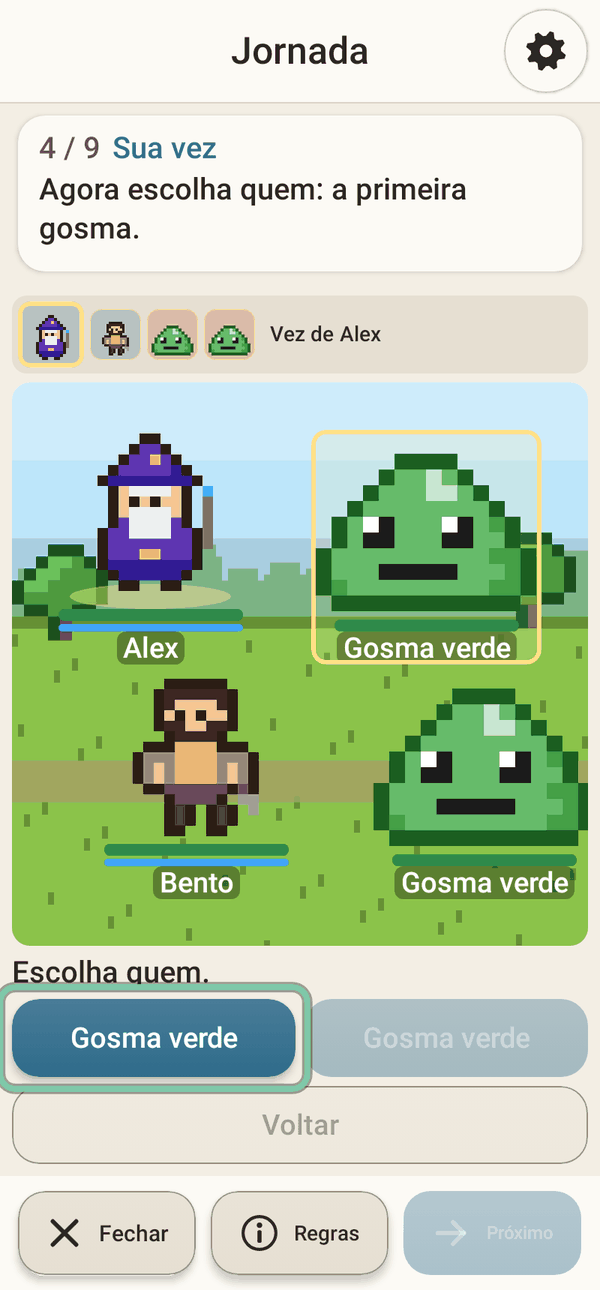 Jornada
4 / 9 Sua vez
Agora escolha quem: a primeira
gosma.
Vez de Alex
Alex
Gosma verde
Bento
Gosma verde
Escolha quem.
Gosma verde
Gosma verde
Voltar
Fechar
Regras
Próximo